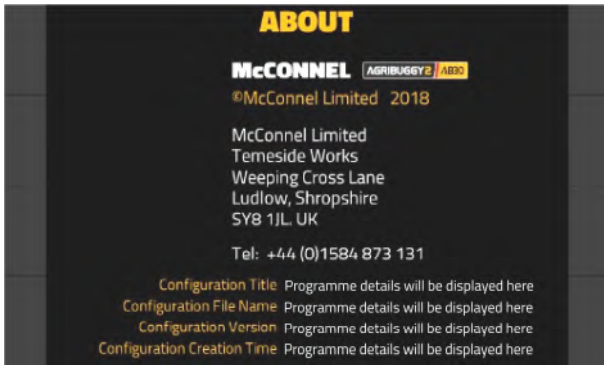 ABOUT
McCONNEL AGRIBUGGY2 AB30
©McConnel Limited 2018
McConnel Limited
Temeside Works
Weeping Cross Lane
Ludlow, Shropshire
SY8 1JL. UK
Tel: +44 (0)1584 873 131
Configuration Title Programme details will be displayed here
Configuration File Name Programme details will be displayed here
Configuration Version Programme details will be displayed here
Configuration Creation Time Programme details will be displayed here